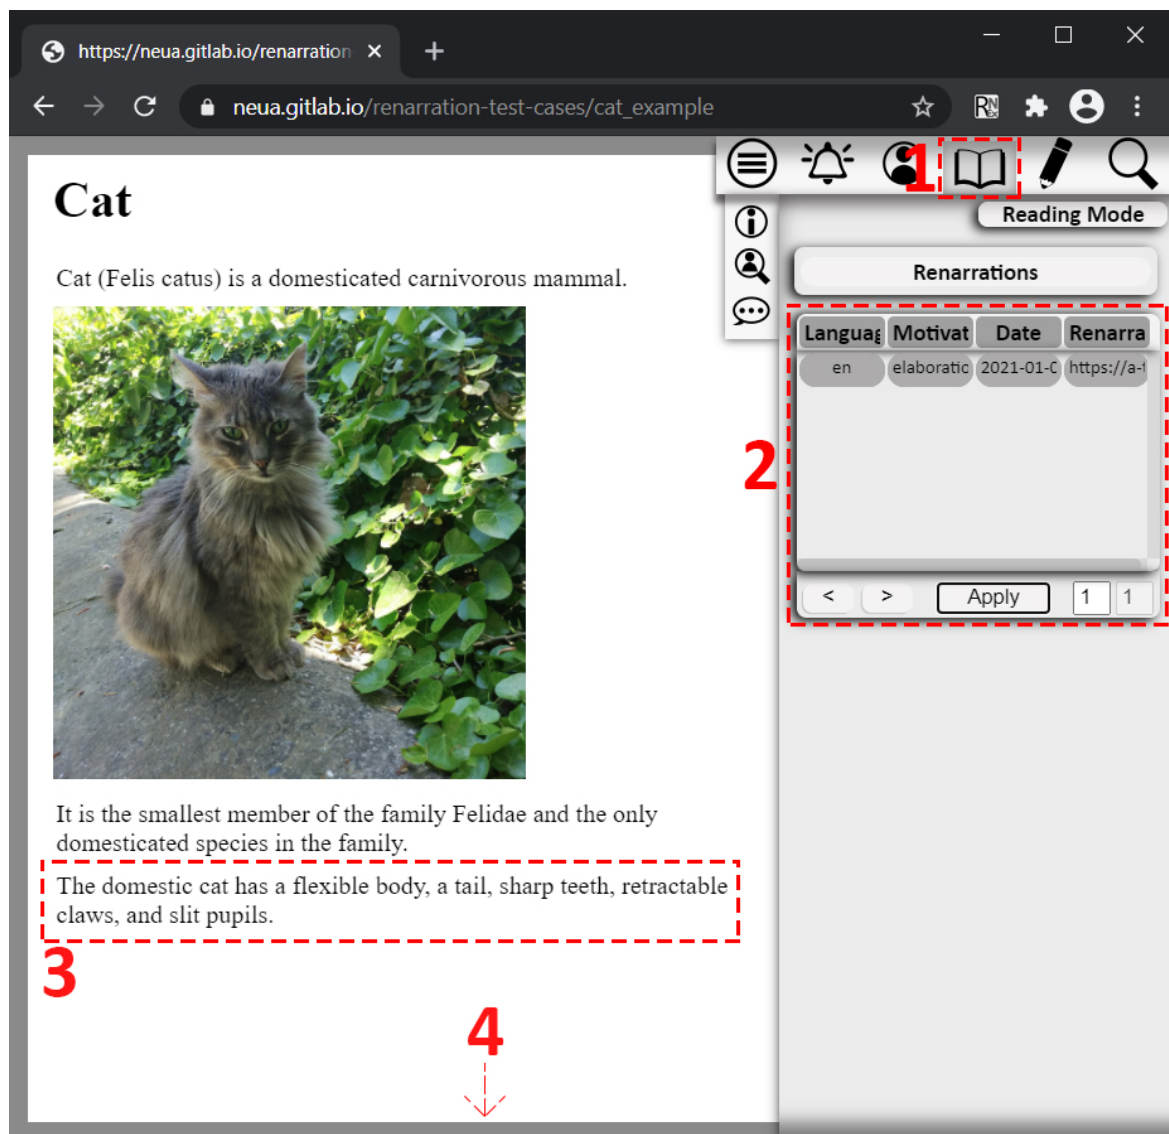 https://neua.gitlab.io/renarration
neua.gitlab.io/renarration-test-cases/cat_example
1
Reading Mode
Cat
Renarrations
Cat (Felis catus) is a domesticated carnivorous mammal.
Languag Motivat Date Renarra
en elaboratic 2021-01-0 https://a-t
2
< > Apply 1 1
It is the smallest member of the family Felidae and the only
domesticated species in the family.
The domestic cat has a flexible body, a tail, sharp teeth, retractable
claws, and slit pupils.
3
4